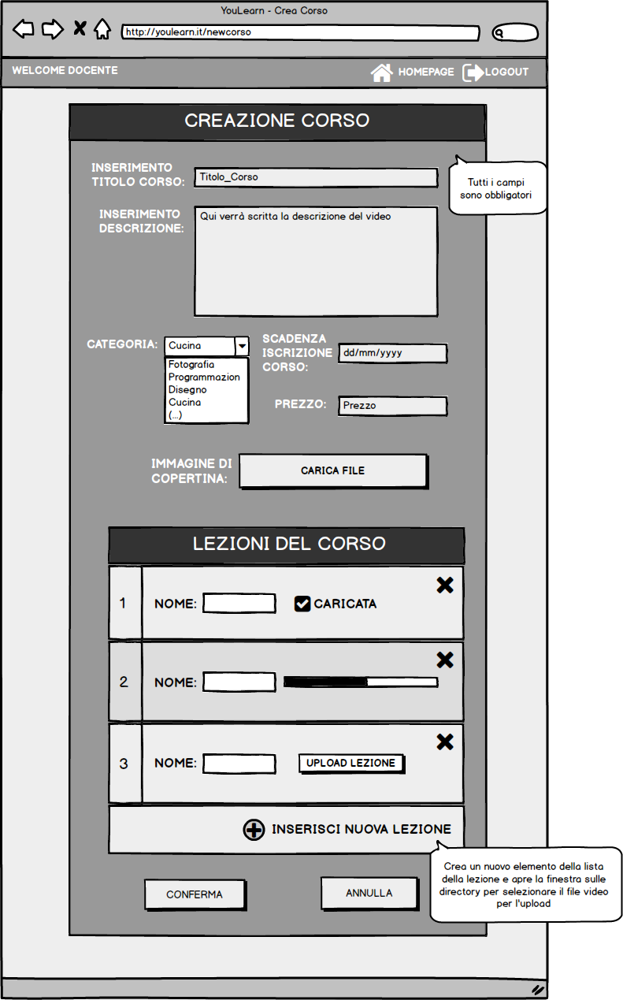 YouLearn - Crea Corso
http://youlearn.it/newcorso
WELCOME DOCENTE
HOMEPAGE
LOGOUT
CREAZIONE CORSO
INSERIMENTO
TITOLO CORSO:
Titolo_Corso
Tutti i campi
sono obbligatori
INSERIMENTO
DESCRIZIONE:
Qui verrà scritta la descrizione del video
CATEGORIA:
Cucina
Fotografia
Programmazion
Disegno
Cucina
(...)
SCADENZA
ISCRIZIONE
CORSO:
dd/mm/yyyy
PREZZO:
Prezzo
IMMAGINE DI
COPERTINA:
CARICA FILE
LEZIONI DEL CORSO
1
NOME:
CARICATA
2
NOME:
3
NOME:
UPLOAD LEZIONE
INSERISCI NUOVA LEZIONE
Crea un nuovo elemento della lista
della lezione e apre la finestra sulle
directory per selezionare il file video
per l'upload
CONFERMA
ANNULLA